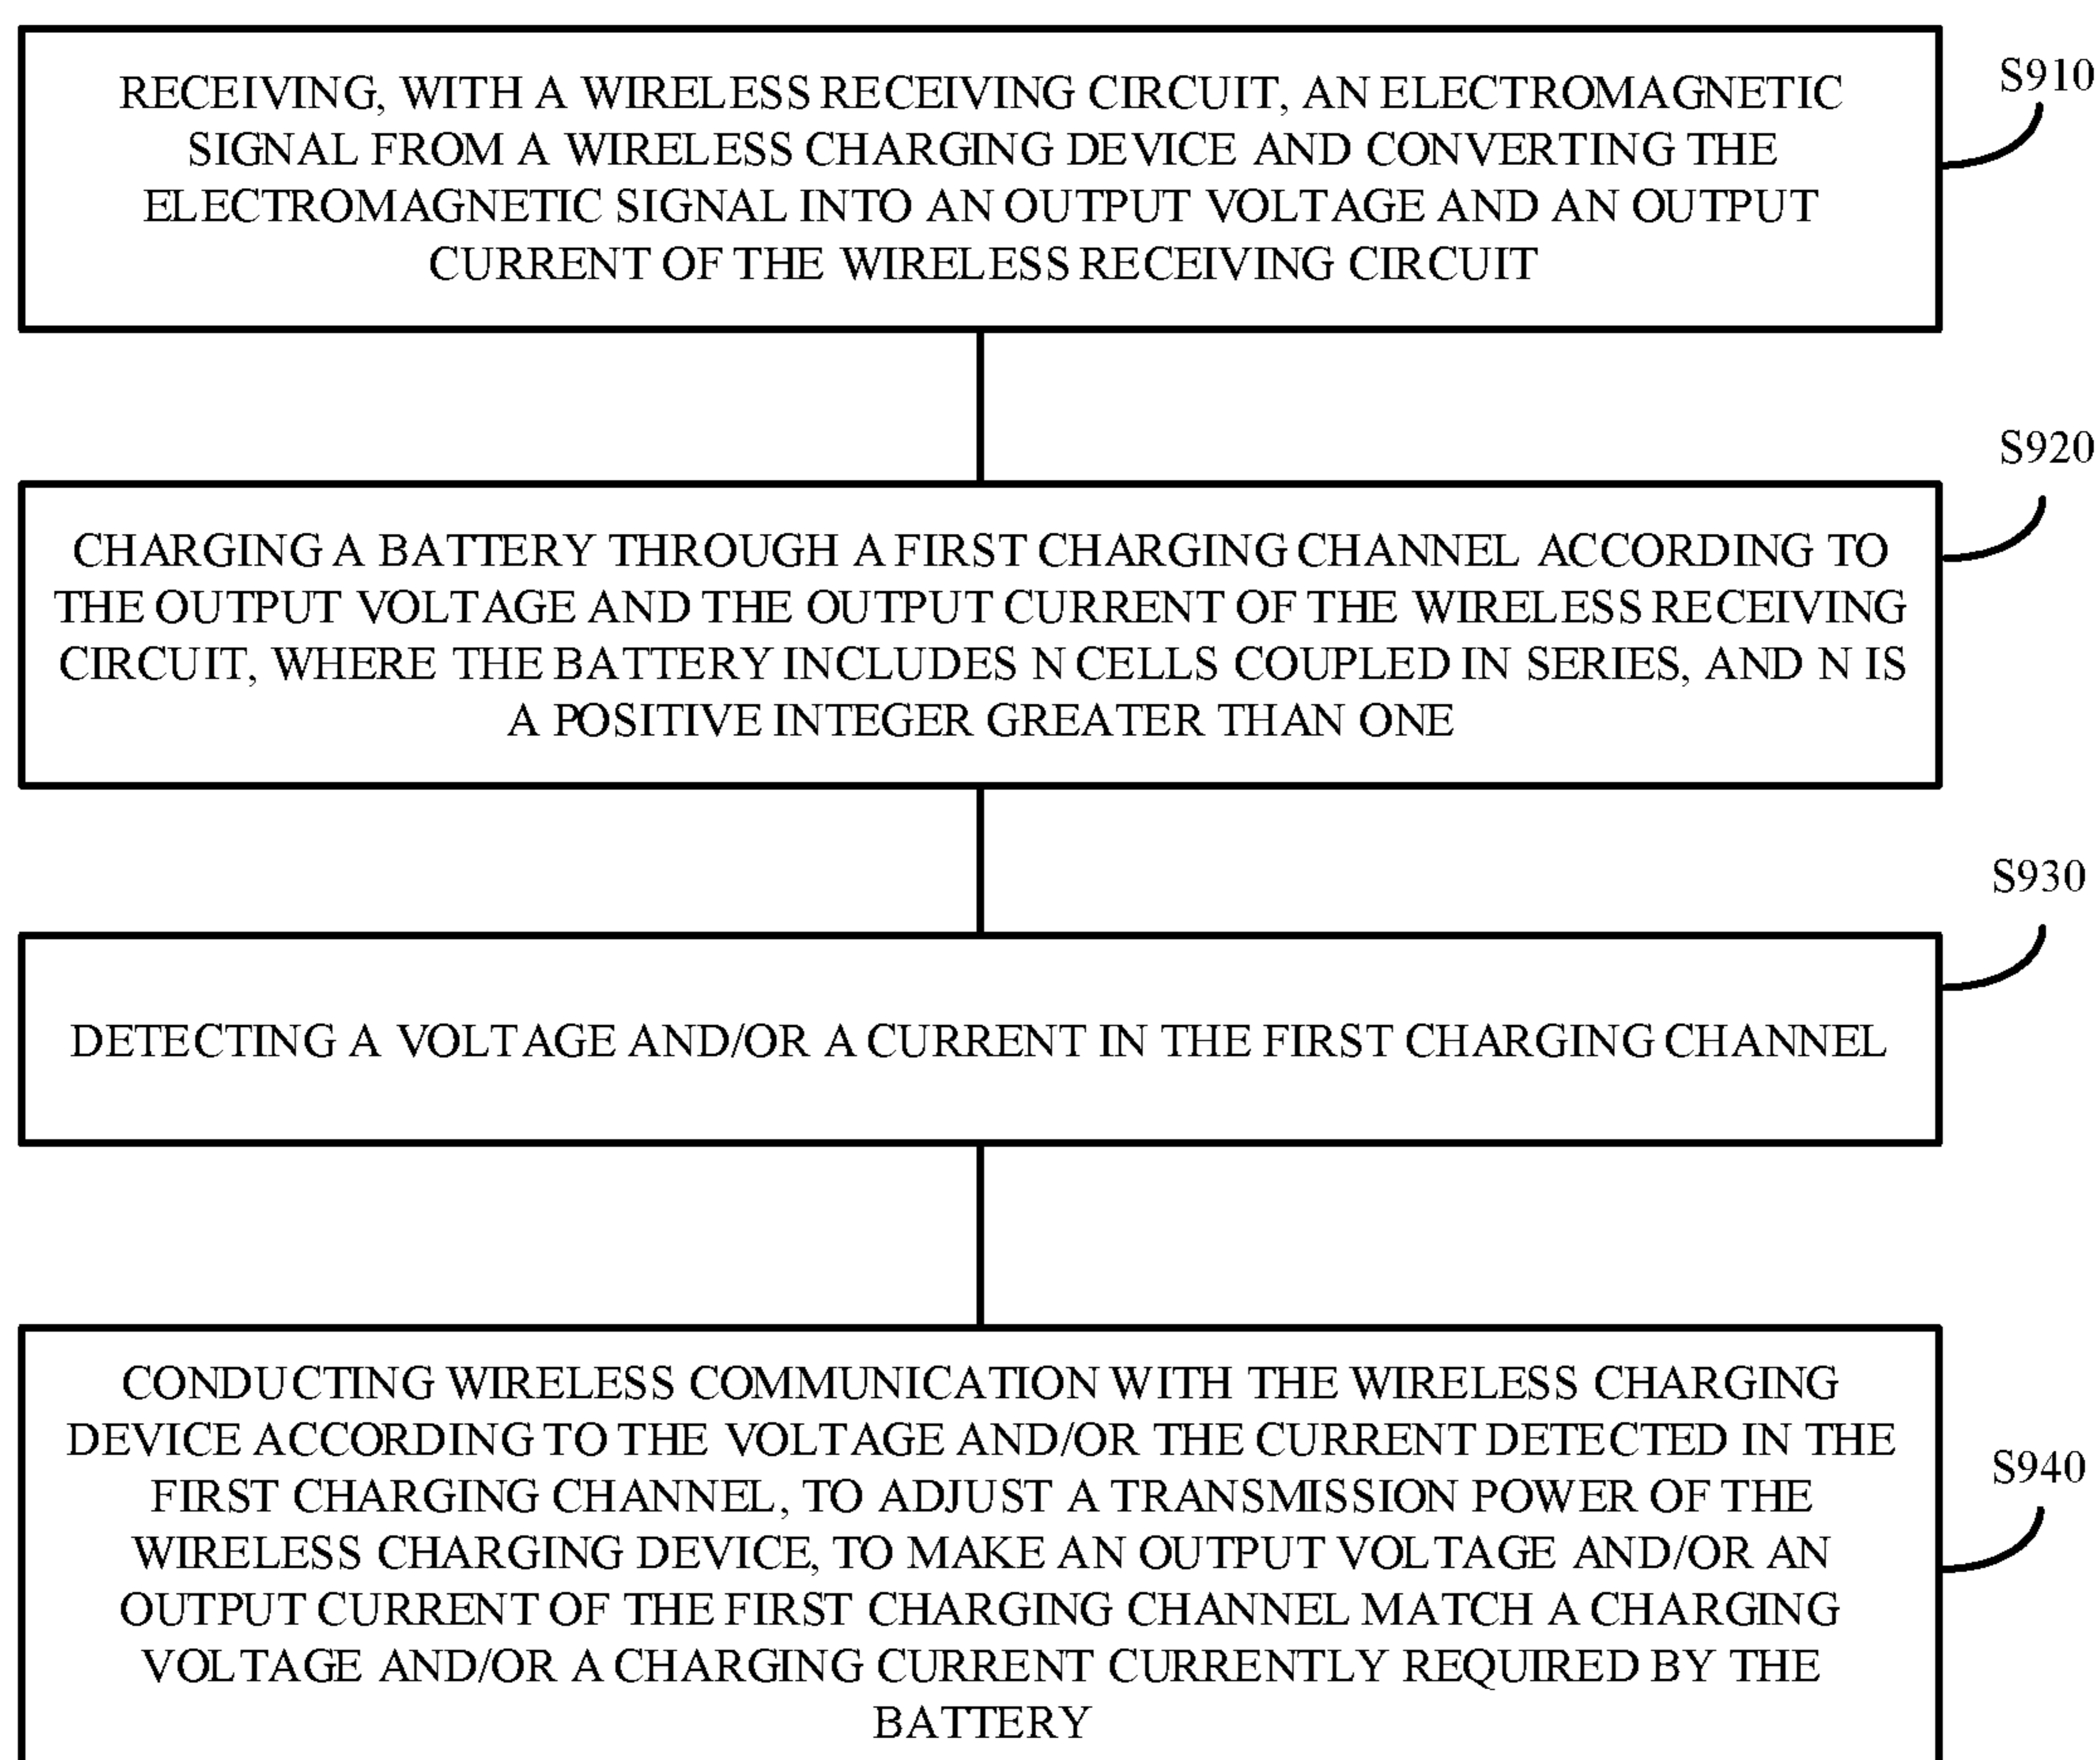 RECEIVING, WITH A WIRELESS RECEIVING CIRCUIT, AN ELECTROMAGNETIC
SIGNAL FROM A WIRELESS CHARGING DEVICE AND CONVERTING THE
ELECTROMAGNETIC SIGNAL INTO AN OUTPUT VOLTAGE AND AN OUTPUT
CURRENT OF THE WIRELESS RECEIVING CIRCUIT
S910
CHARGING A BATTERY THROUGH A FIRST CHARGING CHANNEL ACCORDING TO
THE OUTPUT VOLTAGE AND THE OUTPUT CURRENT OF THE WIRELESS RECEIVING
CIRCUIT, WHERE THE BATTERY INCLUDES N CELLS COUPLED IN SERIES, AND N IS
A POSITIVE INTEGER GREATER THAN ONE
S920
DETECTING A VOLTAGE AND/OR A CURRENT IN THE FIRST CHARGING CHANNEL
S930
CONDUCTING WIRELESS COMMUNICATION WITH THE WIRELESS CHARGING
DEVICE ACCORDING TO THE VOLTAGE AND/OR THE CURRENT DETECTED IN THE
FIRST CHARGING CHANNEL, TO ADJUST A TRANSMISSION POWER OF THE
WIRELESS CHARGING DEVICE, TO MAKE AN OUTPUT VOLTAGE AND/OR AN
OUTPUT CURRENT OF THE FIRST CHARGING CHANNEL MATCH A CHARGING
VOLTAGE AND/OR A CHARGING CURRENT CURRENTLY REQUIRED BY THE
BATTERY
S940